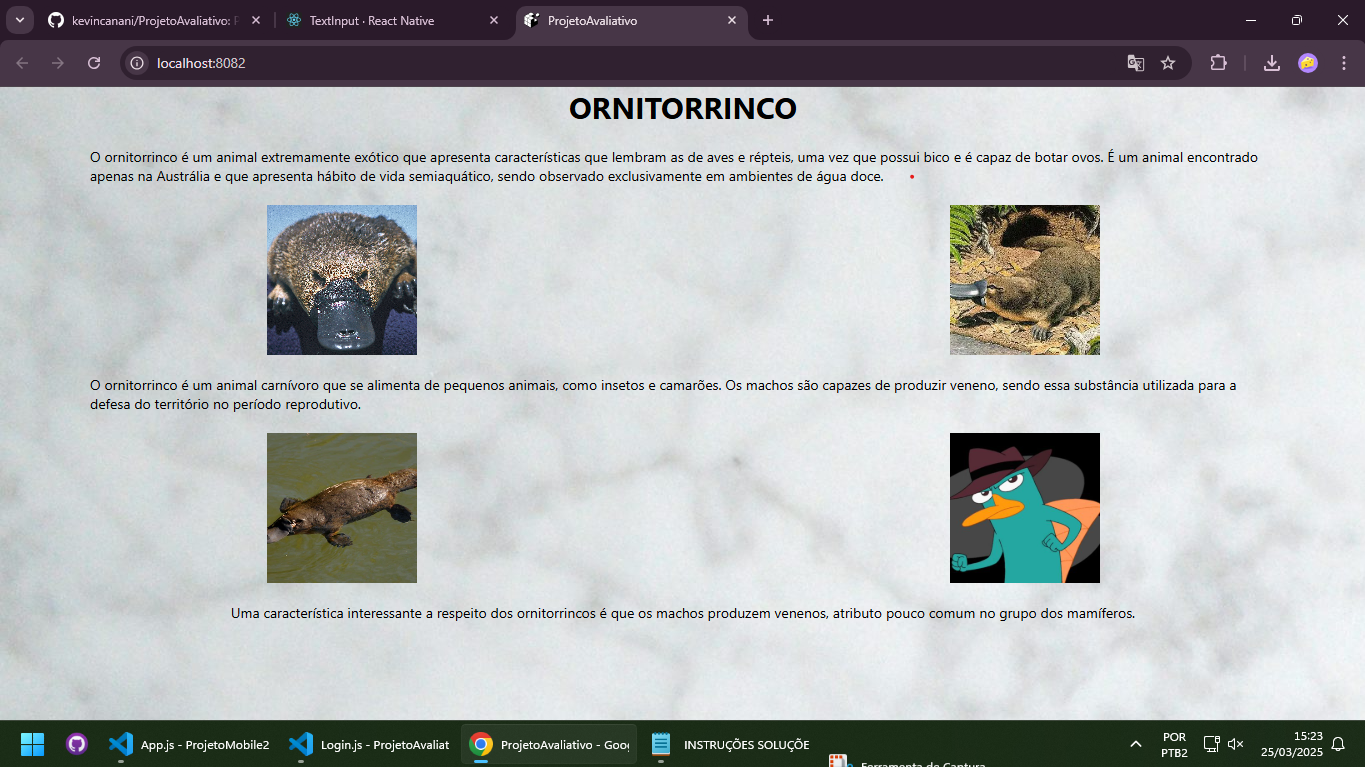 kevincanani/ProjetoAvaliativo: P
TextInput · React Native
ProjetoAvaliativo
localhost:8082
ORNITORRINCO
O ornitorrinco é um animal extremamente exótico que apresenta características que lembram as de aves e répteis, uma vez que possui bico e é capaz de botar ovos. É um animal encontrado
apenas na Austrália e que apresenta hábito de vida semiaquático, sendo observado exclusivamente em ambientes de água doce.
O ornitorrinco é um animal carnívoro que se alimenta de pequenos animais, como insetos e camarões. Os machos são capazes de produzir veneno, sendo essa substância utilizada para a
defesa do território no período reprodutivo.
Uma característica interessante a respeito dos ornitorrincos é que os machos produzem venenos, atributo pouco comum no grupo dos mamíferos.
App.js - ProjetoMobile2
Login.js - ProjetoAvaliat
ProjetoAvaliativo - Goog
INSTRUÇÕES SOLUÇÕE
Ferramenta de Captura
POR
PTB2
15:23
25/03/2025